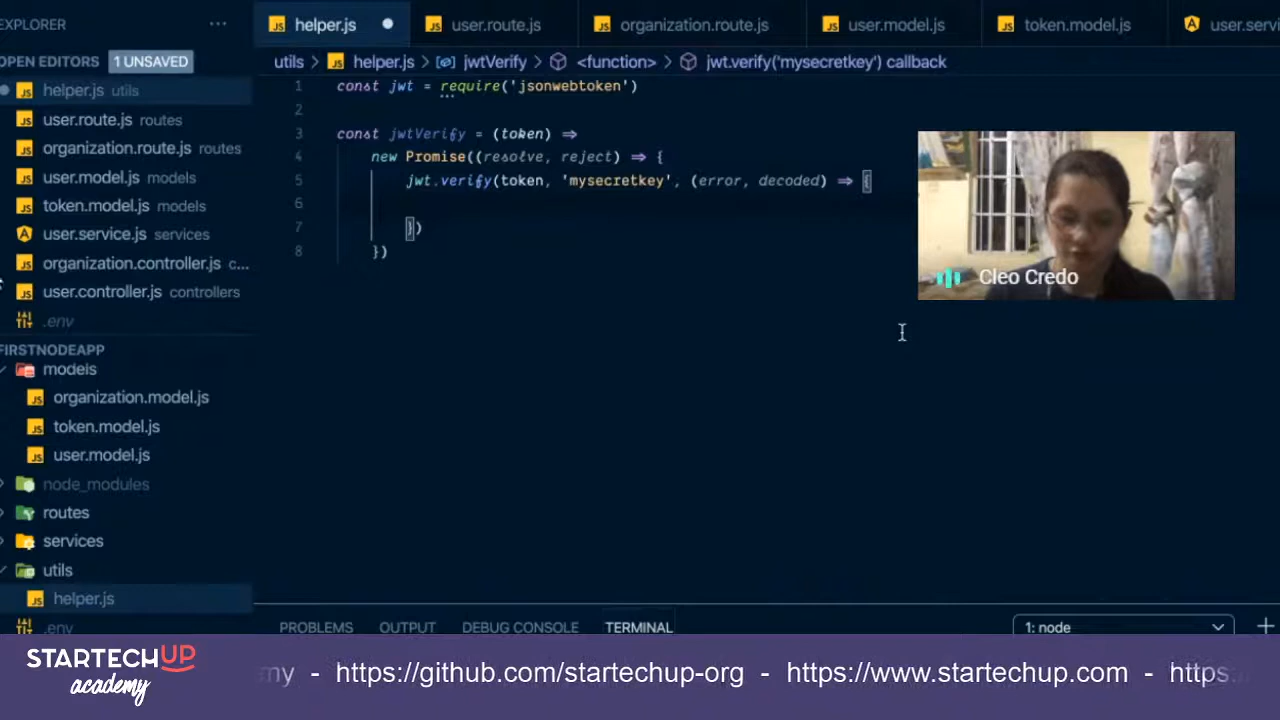 EXPLORER
···
OPEN EDITORS 1 UNSAVED
helper.js utils
user.route.js routes
organization.route.js routes
user.model.js models
token.model.js models
user.service.js services
organization.controller.js c...
user.controller.js controllers
.env
FIRSTNODEAPP
models
organization.model.js
token.model.js
user.model.js
node_modules
routes
services
utils
helper.js
.env
helper.js
user.route.js
organization.route.js
user.model.js
token.model.js
user.servi
utils > helper.js > jwtVerify > <function> > jwt.verify('mysecretkey') callback
1 const jwt = require('jsonwebtoken')
2
3 const jwtVerify = (token) =>
4 new Promise((resolve, reject) => {
5 jwt.verify(token, 'mysecretkey', (error, decoded) => {
6
7 })
8 })
Cleo Credo
PROBLEMS OUTPUT DEBUG CONSOLE TERMINAL
1: node
STARTECHUP
academy
my - https://github.com/startechup-org - https://www.startechup.com - https: